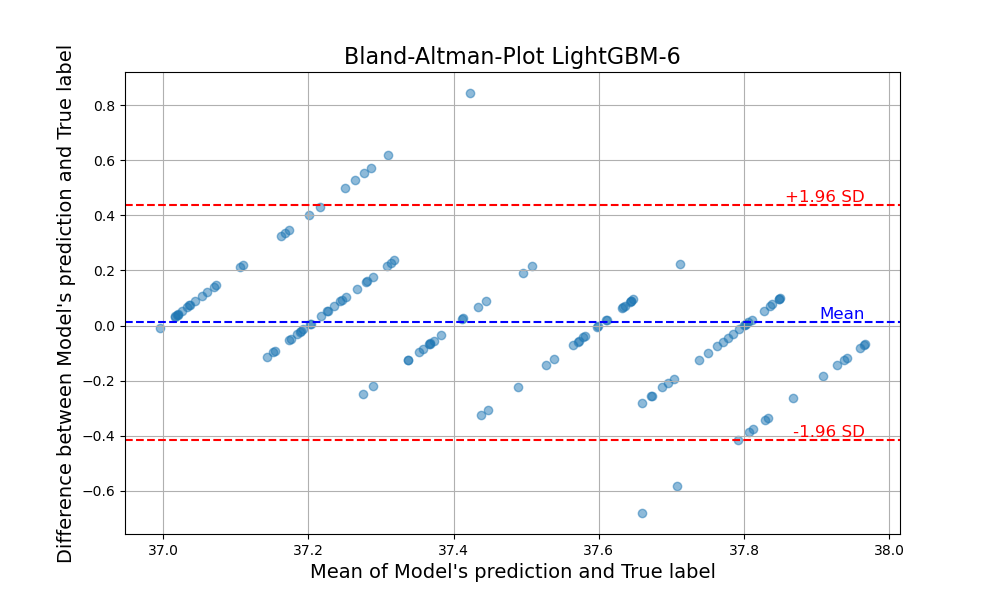 Bland-Altman-Plot LightGBM-6
Difference between Model's prediction and True label
0.8
0.6
0.4
0.2
0.0
−0.2
−0.4
−0.6
+1.96 SD
Mean
-1.96 SD
37.0 37.2 37.4 37.6 37.8 38.0
Mean of Model's prediction and True label